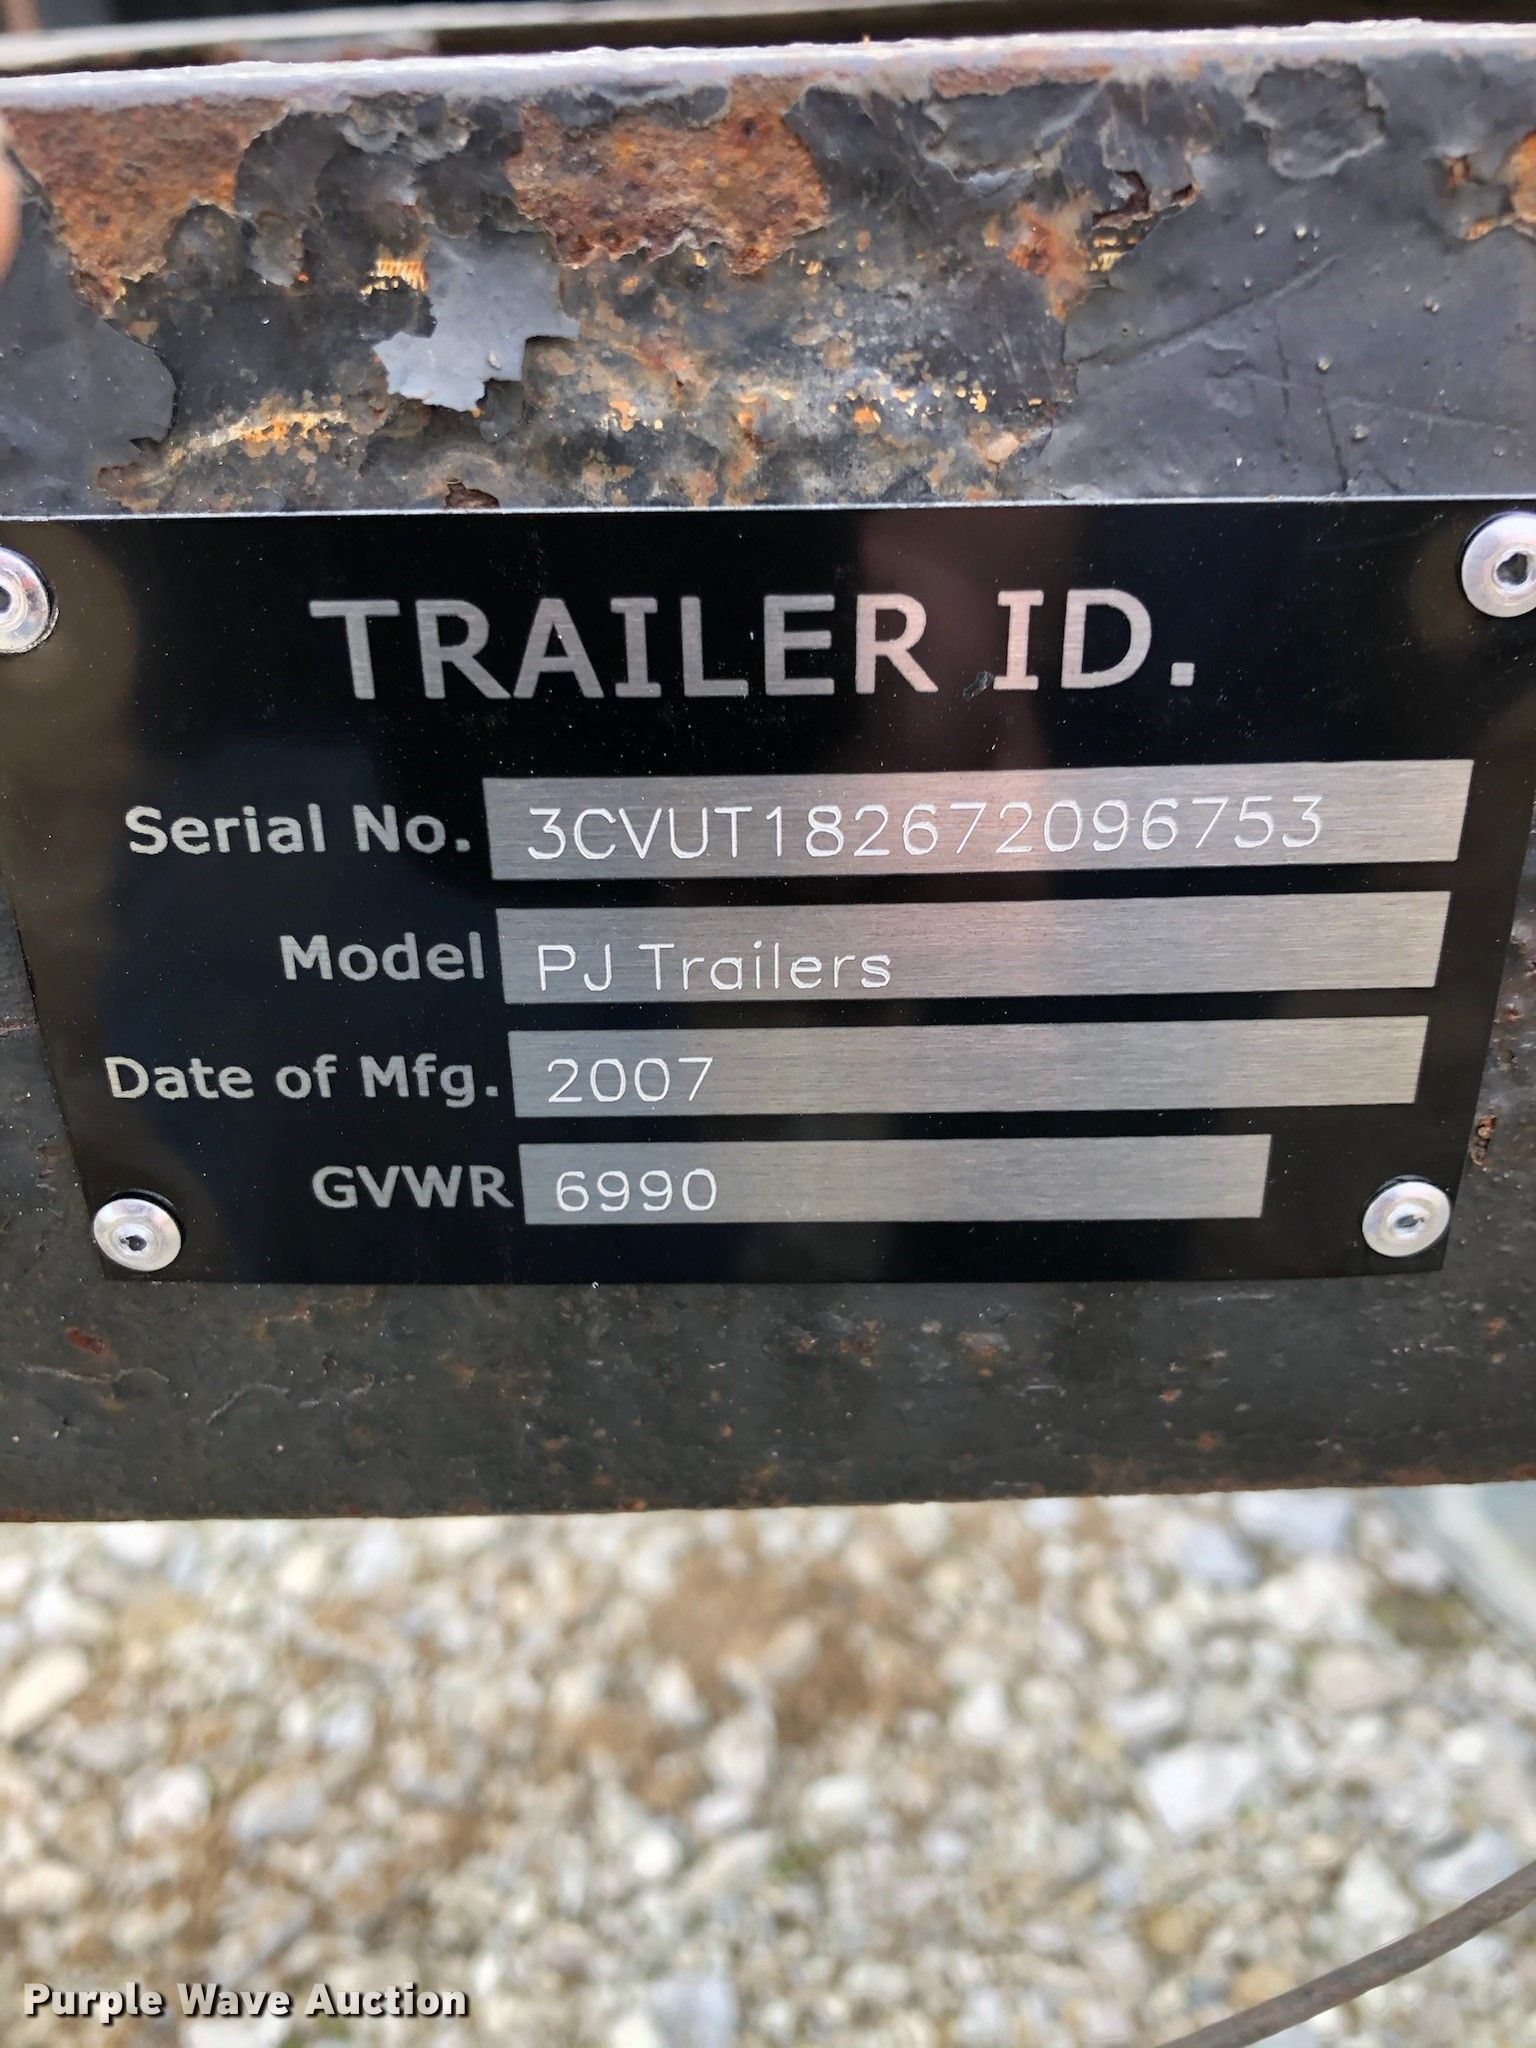 TRAILER ID.
Serial No. 3CVUT182672096753
Model PJ Trailers
Date of Mfg. 2007
GVWR 6990
Purple Wave Auction